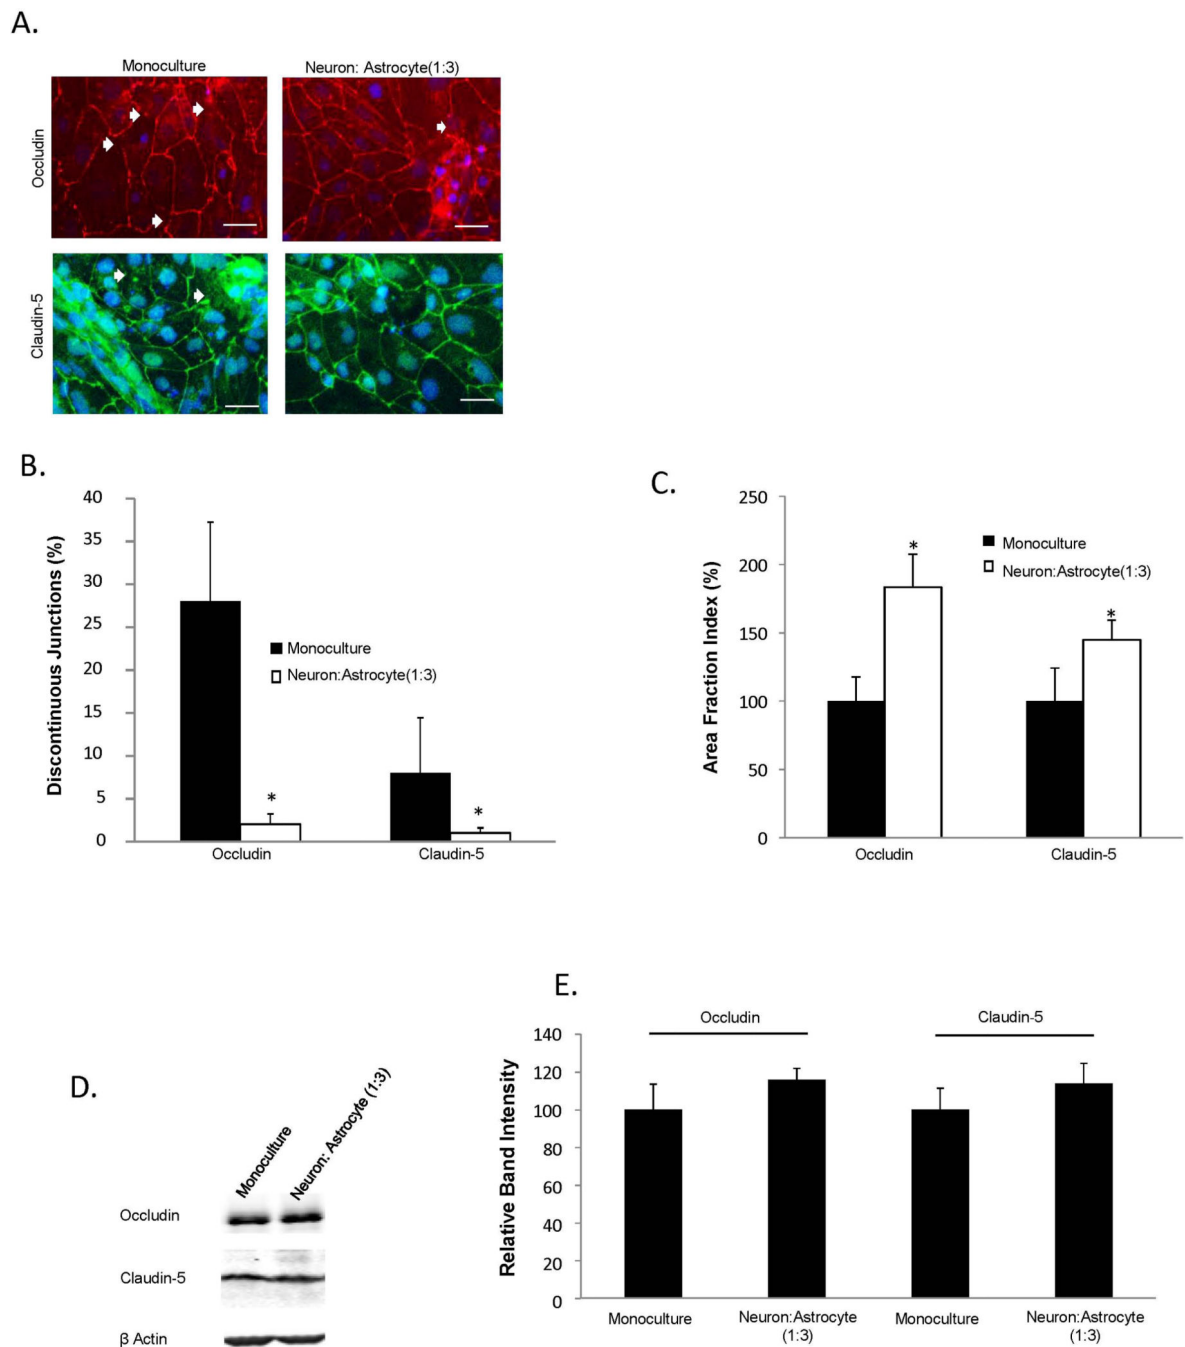 A.
Monoculture
Neuron: Astrocyte(1:3)
Occludin
Claudin-5
B.
Discontinuous Junctions (%)
40
35
30
25
20
15
10
5
0
Monoculture
Neuron:Astrocyte(1:3)
*
*
Occludin
Claudin-5
C.
Area Fraction Index (%)
250
200
150
100
50
0
*
*
Monoculture
Neuron:Astrocyte(1:3)
Occludin
Claudin-5
D.
Monoculture
Neuron: Astrocyte (1:3)
Occludin
Claudin-5
β Actin
E.
Relative Band Intensity
140
120
100
80
60
40
20
0
Occludin
Claudin-5
Monoculture
Neuron:Astrocyte
(1:3)
Monoculture
Neuron:Astrocyte
(1:3)